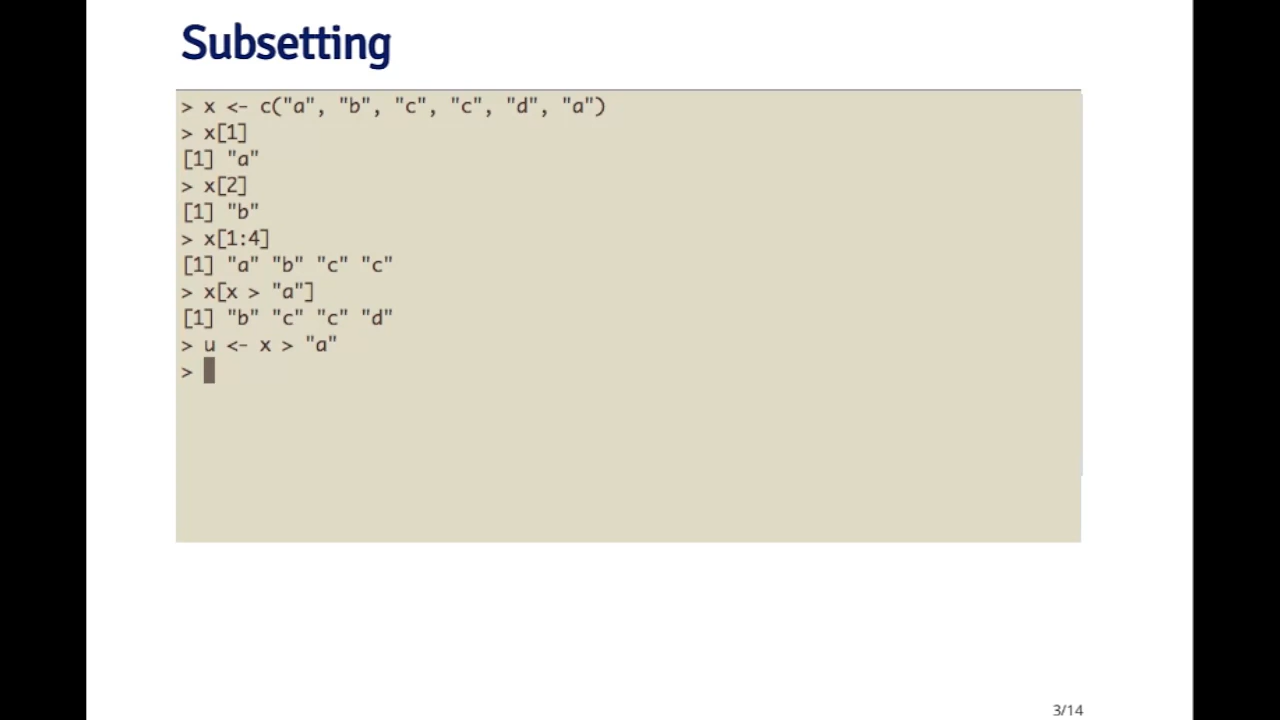 Subsetting
> x <- c("a", "b", "c", "c", "d", "a")
> x[1]
[1] "a"
> x[2]
[1] "b"
> x[1:4]
[1] "a" "b" "c" "c"
> x[x > "a"]
[1] "b" "c" "c" "d"
> u <- x > "a"
>
3/14